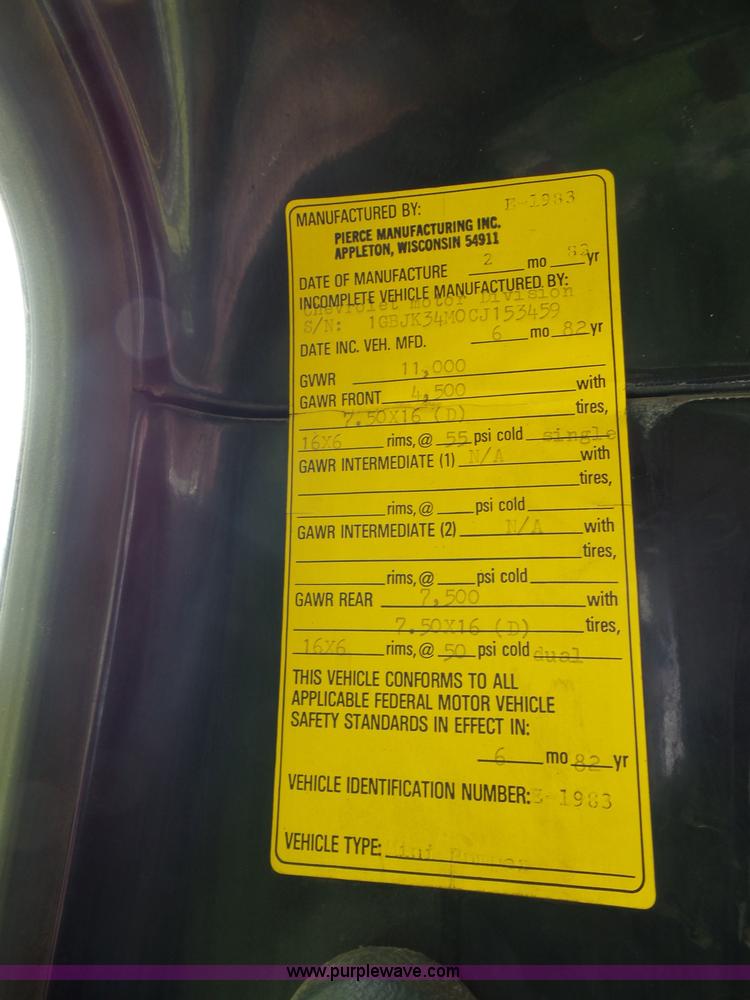 MANUFACTURED BY: E-1983
PIERCE MANUFACTURING INC.
APPLETON, WISCONSIN 54911
DATE OF MANUFACTURE 2 mo 83 yr
INCOMPLETE VEHICLE MANUFACTURED BY:
Chevrolet Motor Division
S/N: 1GBJK34M0CJ153459
DATE INC. VEH. MFD. 6 mo 82 yr
GVWR 11,000
GAWR FRONT 4,500 with
7.50X16 (D) tires,
16X6 rims, @ 55 psi cold single
GAWR INTERMEDIATE (1) N/A with
tires,
rims, @ psi cold
GAWR INTERMEDIATE (2) N/A with
tires,
rims, @ psi cold
GAWR REAR 7,500 with
7.50X16 (D) tires,
16X6 rims, @ 50 psi cold dual
THIS VEHICLE CONFORMS TO ALL
APPLICABLE FEDERAL MOTOR VEHICLE
SAFETY STANDARDS IN EFFECT IN:
6 mo 82 yr
VEHICLE IDENTIFICATION NUMBER: E-1983
VEHICLE TYPE: Mini Pumper
www.purplewave.com